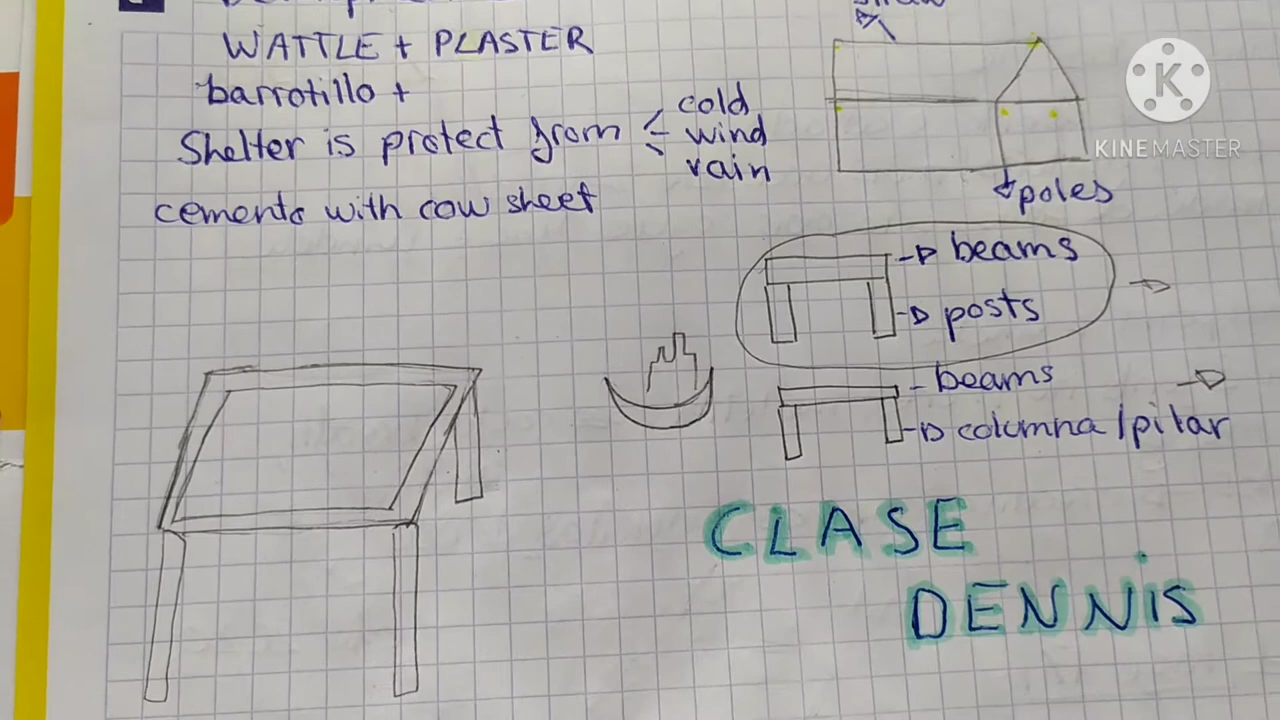 WATTLE + PLASTER
barrotillo +
Shelter is protect from
cold
wind
rain
cements with cow sheet
poles
beams
posts
beams
columna/pilar
CLASE
DENNIS
K
KINEMASTER